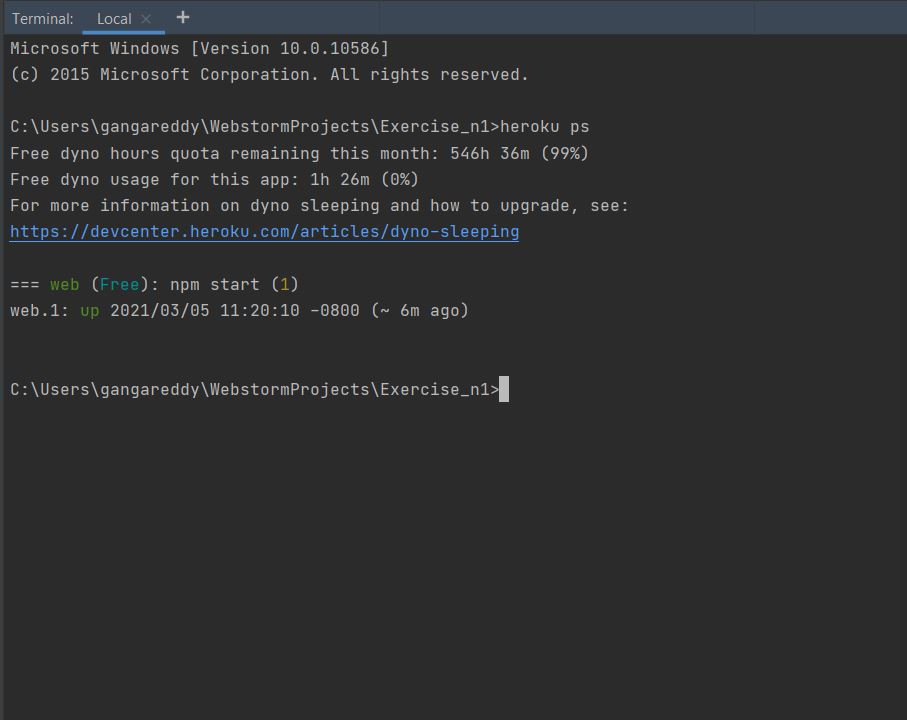 Terminal: Local × +
Microsoft Windows [Version 10.0.10586]
(c) 2015 Microsoft Corporation. All rights reserved.
C:\Users\gangareddy\WebstormProjects\Exercise_n1>heroku ps
Free dyno hours quota remaining this month: 546h 36m (99%)
Free dyno usage for this app: 1h 26m (0%)
For more information on dyno sleeping and how to upgrade, see:
https://devcenter.heroku.com/articles/dyno-sleeping
=== web (Free): npm start (1)
web.1: up 2021/03/05 11:20:10 -0800 (~ 6m ago)
C:\Users\gangareddy\WebstormProjects\Exercise_n1>